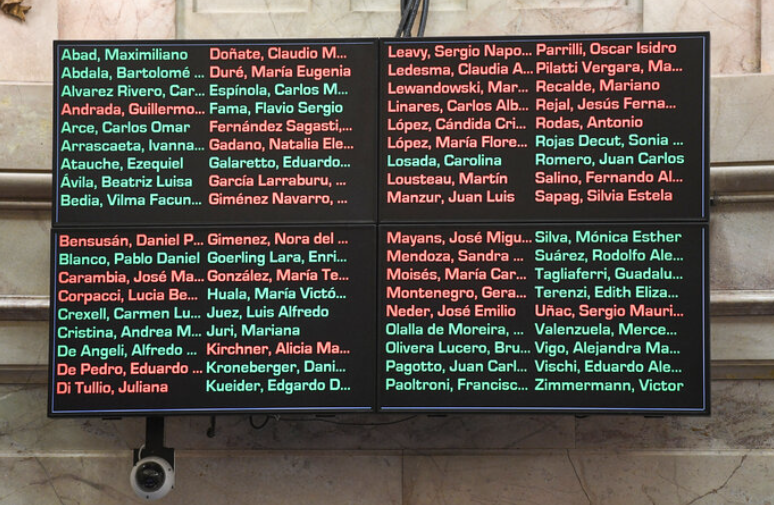 Abad, Maximiliano
Abdala, Bartolomé ...
Alvarez Rivero, Car...
Andrada, Guillermo...
Arce, Carlos Omar
Arrascaeta, Ivanna...
Atauche, Ezequiel
Ávila, Beatriz Luisa
Bedia, Vilma Facun...
Doñate, Claudio M...
Duré, María Eugenia
Espínola, Carlos M...
Fama, Flavio Sergio
Fernández Sagasti,...
Gadano, Natalia Ele...
Galaretto, Eduardo...
García Larraburu, ...
Giménez Navarro, ...
Leavy, Sergio Napo...
Ledesma, Claudia A...
Lewandowski, Mar...
Linares, Carlos Alb...
López, Cándida Cri...
López, María Flore...
Losada, Carolina
Lousteau, Martín
Manzur, Juan Luis
Parrilli, Oscar Isidro
Pilatti Vergara, Ma...
Recalde, Mariano
Rejal, Jesús Ferna...
Rodas, Antonio
Rojas Decut, Sonia ...
Romero, Juan Carlos
Salino, Fernando Al...
Sapag, Silvia Estela
Bensusán, Daniel P...
Blanco, Pablo Daniel
Carambia, José Ma...
Corpacci, Lucia Be...
Crexell, Carmen Lu...
Cristina, Andrea M...
De Angeli, Alfredo ...
De Pedro, Eduardo ...
Di Tullio, Juliana
Gimenez, Nora del ...
Goerling Lara, Enri...
González, María Te...
Huala, María Victó...
Juez, Luis Alfredo
Juri, Mariana
Kirchner, Alicia Ma...
Kroneberger, Dani...
Kueider, Edgardo D...
Mayans, José Migu...
Mendoza, Sandra ...
Moisés, María Car...
Montenegro, Gera...
Neder, José Emilio
Olalla de Moreira, ...
Olivera Lucero, Bru...
Pagotto, Juan Carl...
Paoltroni, Francisc...
Silva, Mónica Esther
Suárez, Rodolfo Ale...
Tagliaferri, Guadalu...
Terenzi, Edith Eliza...
Uñac, Sergio Mauri...
Valenzuela, Merce...
Vigo, Alejandra Ma...
Vischi, Eduardo Ale...
Zimmermann, Victor